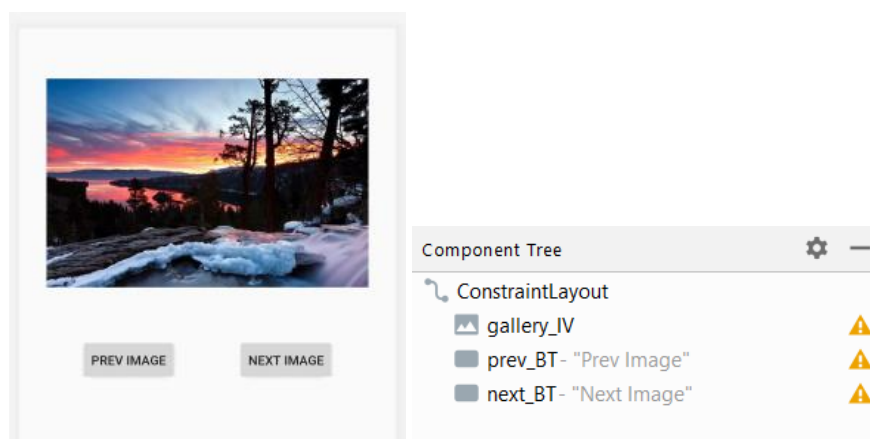 PREV IMAGE
NEXT IMAGE
Component Tree
ConstraintLayout
gallery_IV
prev_BT - "Prev Image"
next_BT - "Next Image"